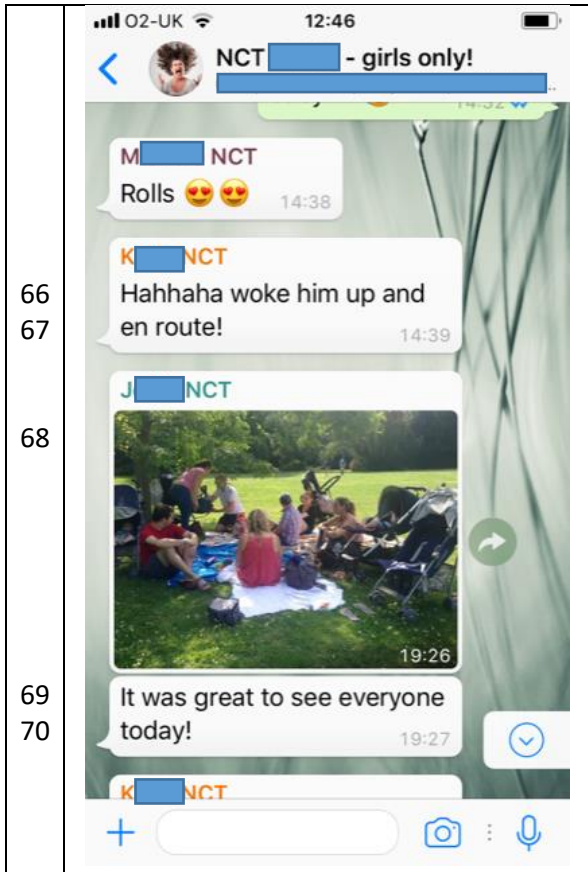 O2-UK 12:46
NCT - girls only!
14:32
M NCT
Rolls 😍😍 14:38
K NCT
66 Hahhaha woke him up and
67 en route! 14:39
J NCT
68
19:26
69 It was great to see everyone
70 today! 19:27
K NCT